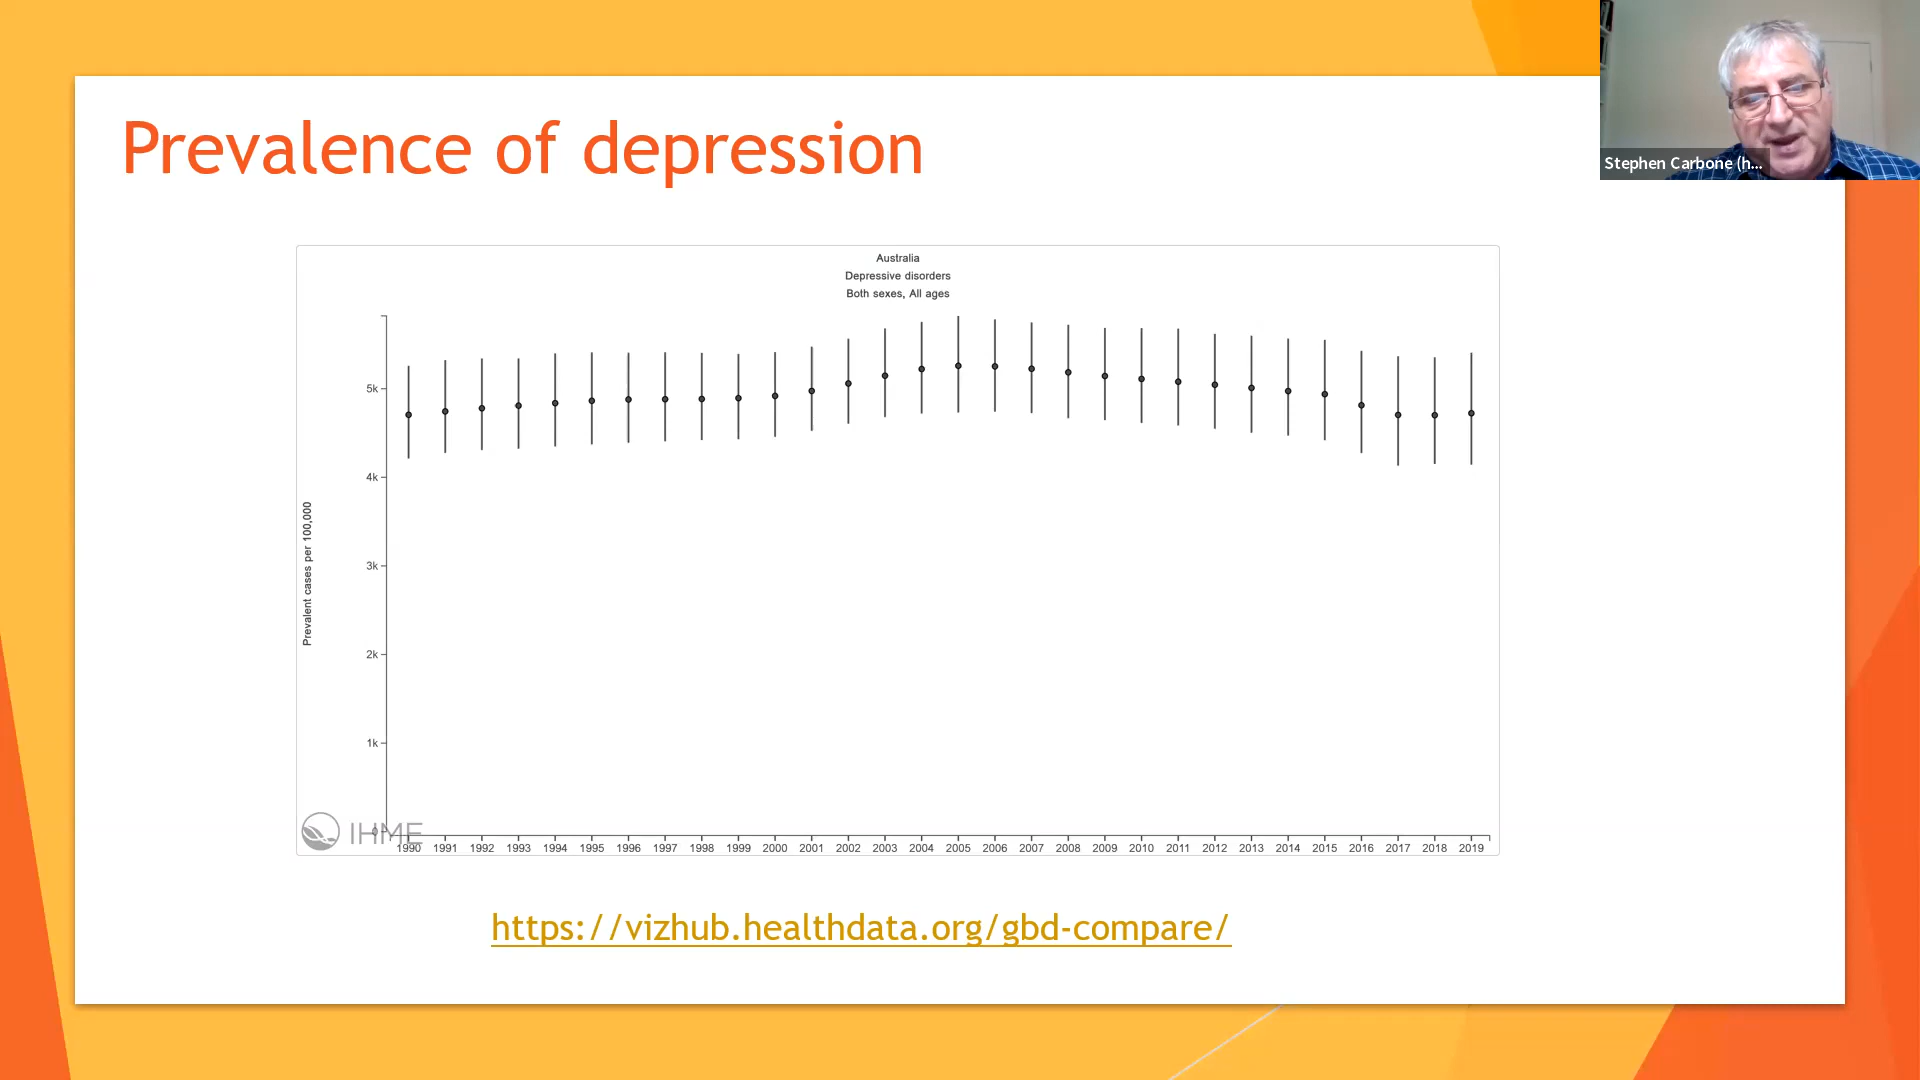 Prevalence of depression
Stephen Carbone (h...
Australia
Depressive disorders
Both sexes, All ages
Prevalent cases per 100,000
5k
4k
3k
2k
1k
0
IHME
1990 1991 1992 1993 1994 1995 1996 1997 1998 1999 2000 2001 2002 2003 2004 2005 2006 2007 2008 2009 2010 2011 2012 2013 2014 2015 2016 2017 2018 2019
https://vizhub.healthdata.org/gbd-compare/